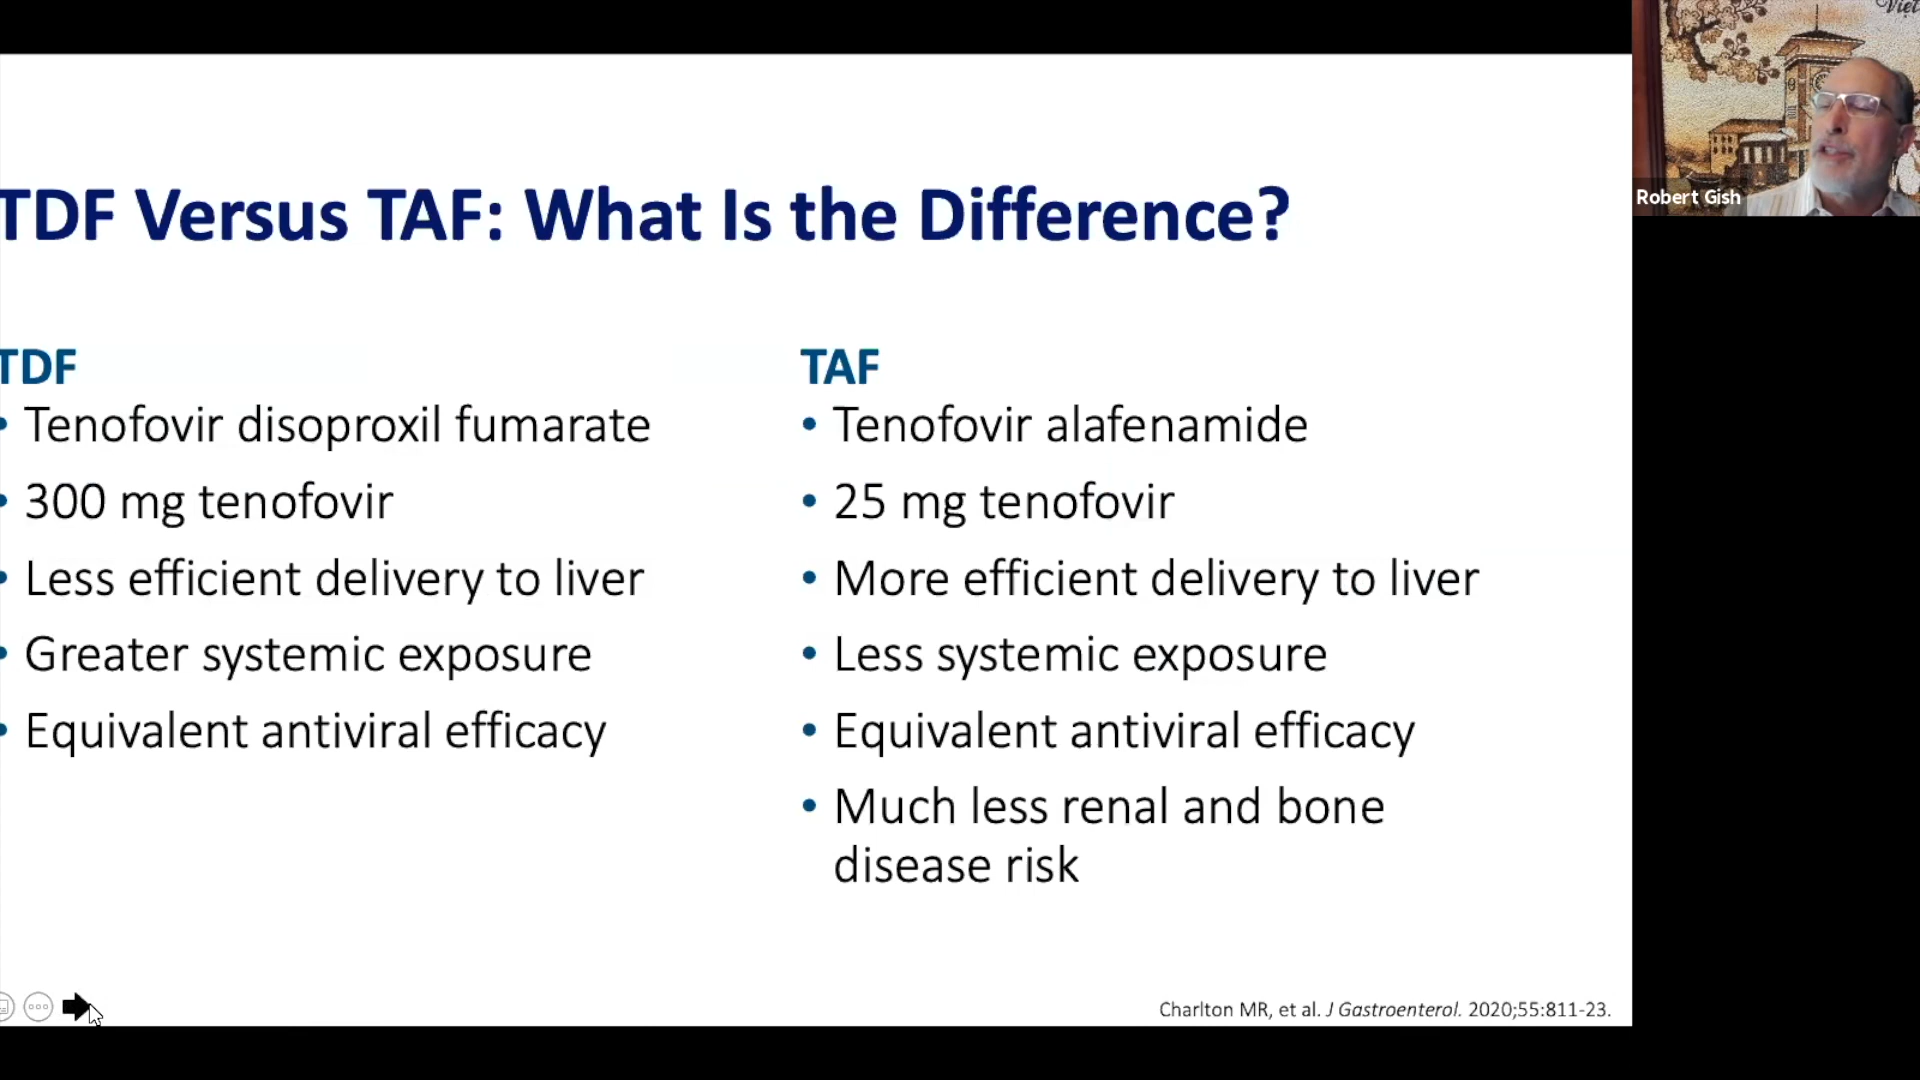 Việt
Robert Gish
TDF Versus TAF: What Is the Difference?
TDF
• Tenofovir disoproxil fumarate
• 300 mg tenofovir
• Less efficient delivery to liver
• Greater systemic exposure
• Equivalent antiviral efficacy
TAF
• Tenofovir alafenamide
• 25 mg tenofovir
• More efficient delivery to liver
• Less systemic exposure
• Equivalent antiviral efficacy
• Much less renal and bone
disease risk
Charlton MR, et al. J Gastroenterol. 2020;55:811-23.